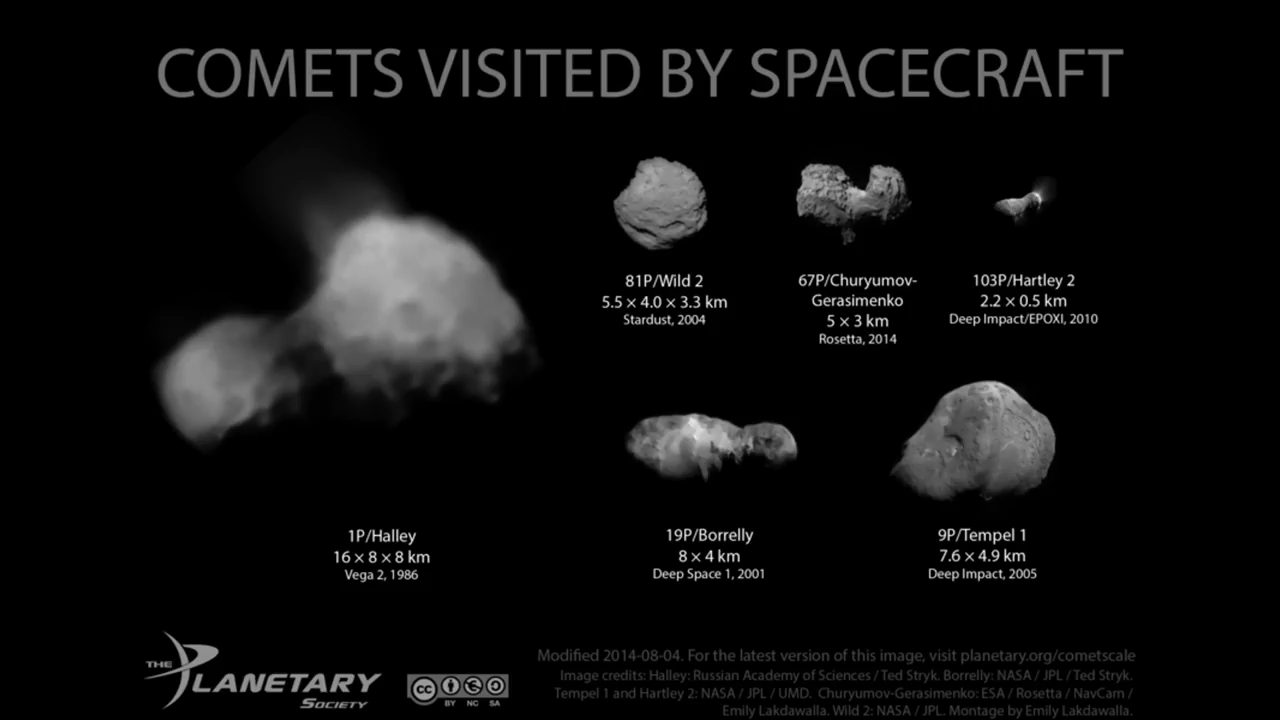 COMETS VISITED BY SPACECRAFT
81P/Wild 2
5.5 × 4.0 × 3.3 km
Stardust, 2004
67P/Churyumov-
Gerasimenko
5 × 3 km
Rosetta, 2014
103P/Hartley 2
2.2 × 0.5 km
Deep Impact/EPOXI, 2010
1P/Halley
16 × 8 × 8 km
Vega 2, 1986
19P/Borrelly
8 × 4 km
Deep Space 1, 2001
9P/Tempel 1
7.6 × 4.9 km
Deep Impact, 2005
THE
PLANETARY
SOCIETY
cc
BY NC SA
Modified 2014-08-04. For the latest version of this image, visit planetary.org/cometscale
Image credits: Halley: Russian Academy of Sciences / Ted Stryk. Borrelly: NASA / JPL / Ted Stryk.
Tempel 1 and Hartley 2: NASA / JPL / UMD. Churyumov-Gerasimenko: ESA / Rosetta / NavCam /
Emily Lakdawalla. Wild 2: NASA / JPL. Montage by Emily Lakdawalla.